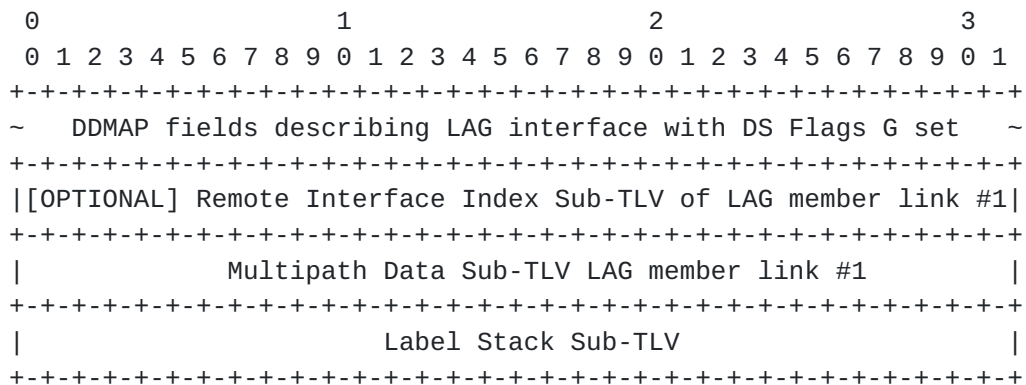 0                   1                   2                   3
 0 1 2 3 4 5 6 7 8 9 0 1 2 3 4 5 6 7 8 9 0 1 2 3 4 5 6 7 8 9 0 1
+-+-+-+-+-+-+-+-+-+-+-+-+-+-+-+-+-+-+-+-+-+-+-+-+-+-+-+-+-+-+-+-+
~   DDMAP fields describing LAG interface with DS Flags G set   ~
+-+-+-+-+-+-+-+-+-+-+-+-+-+-+-+-+-+-+-+-+-+-+-+-+-+-+-+-+-+-+-+-+
|[OPTIONAL] Remote Interface Index Sub-TLV of LAG member link #1|
+-+-+-+-+-+-+-+-+-+-+-+-+-+-+-+-+-+-+-+-+-+-+-+-+-+-+-+-+-+-+-+-+
|             Multipath Data Sub-TLV LAG member link #1         |
+-+-+-+-+-+-+-+-+-+-+-+-+-+-+-+-+-+-+-+-+-+-+-+-+-+-+-+-+-+-+-+-+
|                       Label Stack Sub-TLV                     |
+-+-+-+-+-+-+-+-+-+-+-+-+-+-+-+-+-+-+-+-+-+-+-+-+-+-+-+-+-+-+-+-+